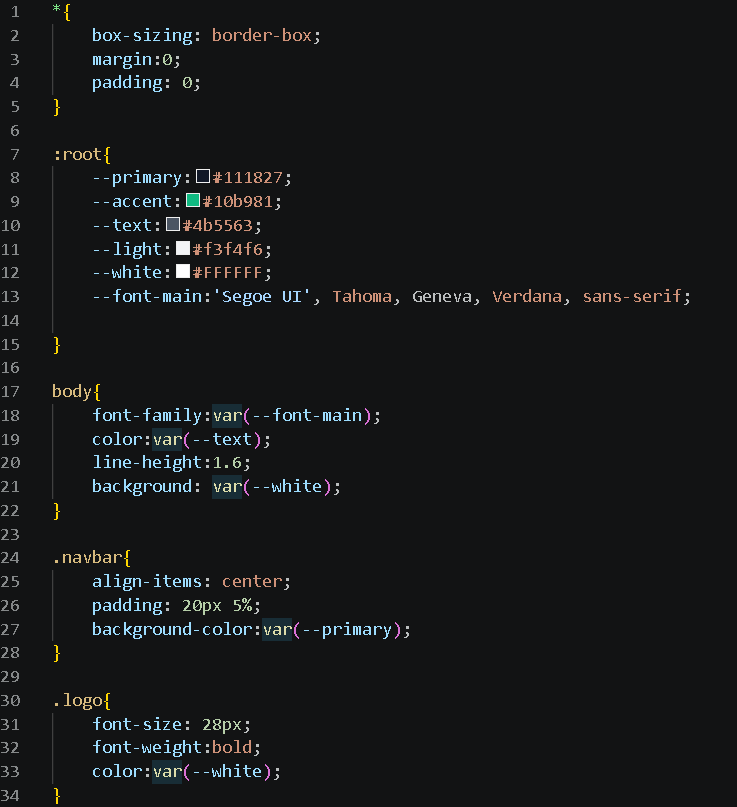 1 *{
2     box-sizing: border-box;
3     margin:0;
4     padding: 0;
5 }
6
7 :root{
8     --primary:#111827;
9     --accent:#10b981;
10     --text:#4b5563;
11     --light:#f3f4f6;
12     --white:#FFFFFF;
13     --font-main:'Segoe UI', Tahoma, Geneva, Verdana, sans-serif;
14
15 }
16
17 body{
18     font-family:var(--font-main);
19     color:var(--text);
20     line-height:1.6;
21     background: var(--white);
22 }
23
24 .navbar{
25     align-items: center;
26     padding: 20px 5%;
27     background-color:var(--primary);
28 }
29
30 .logo{
31     font-size: 28px;
32     font-weight:bold;
33     color:var(--white);
34 }